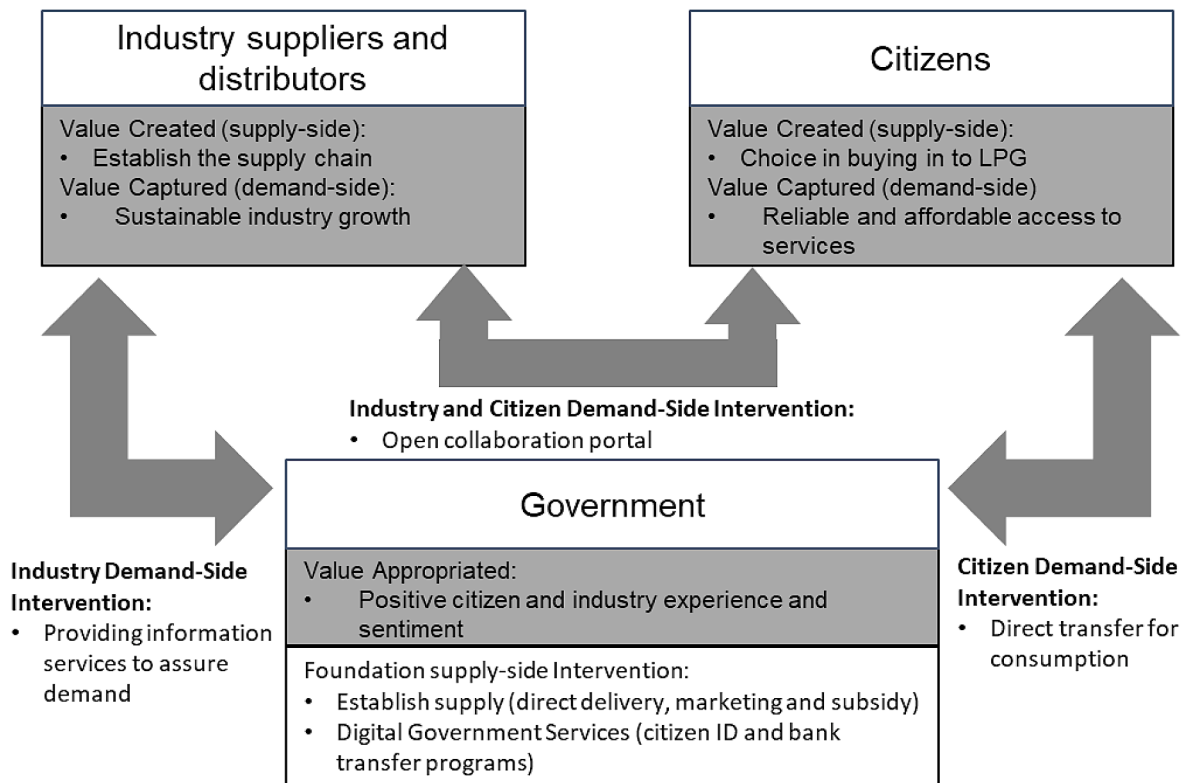 Industry suppliers and
distributors
Value Created (supply-side):
• Establish the supply chain
Value Captured (demand-side):
• Sustainable industry growth
Citizens
Value Created (supply-side):
• Choice in buying in to LPG
Value Captured (demand-side)
• Reliable and affordable access to
services
Industry and Citizen Demand-Side Intervention:
• Open collaboration portal
Government
Value Appropriated:
• Positive citizen and industry experience and
sentiment
Foundation supply-side Intervention:
• Establish supply (direct delivery, marketing and subsidy)
• Digital Government Services (citizen ID and bank
transfer programs)
Industry Demand-Side
Intervention:
• Providing information
services to assure
demand
Citizen Demand-Side
Intervention:
• Direct transfer for
consumption